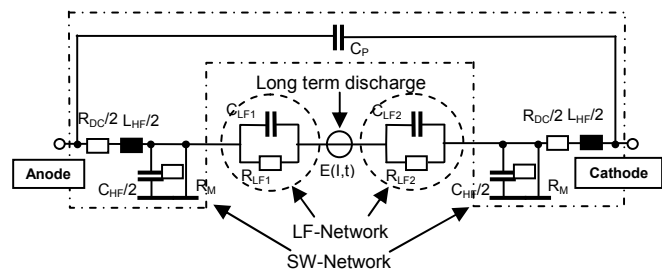 C_P
Long term discharge
C_LF1
C_LF2
R_DC/2 L_HF/2
R_DC/2 L_HF/2
Anode
Cathode
R_LF1
E(I,t)
R_LF2
C_HF/2
R_M
C_HF/2
R_M
LF-Network
SW-Network